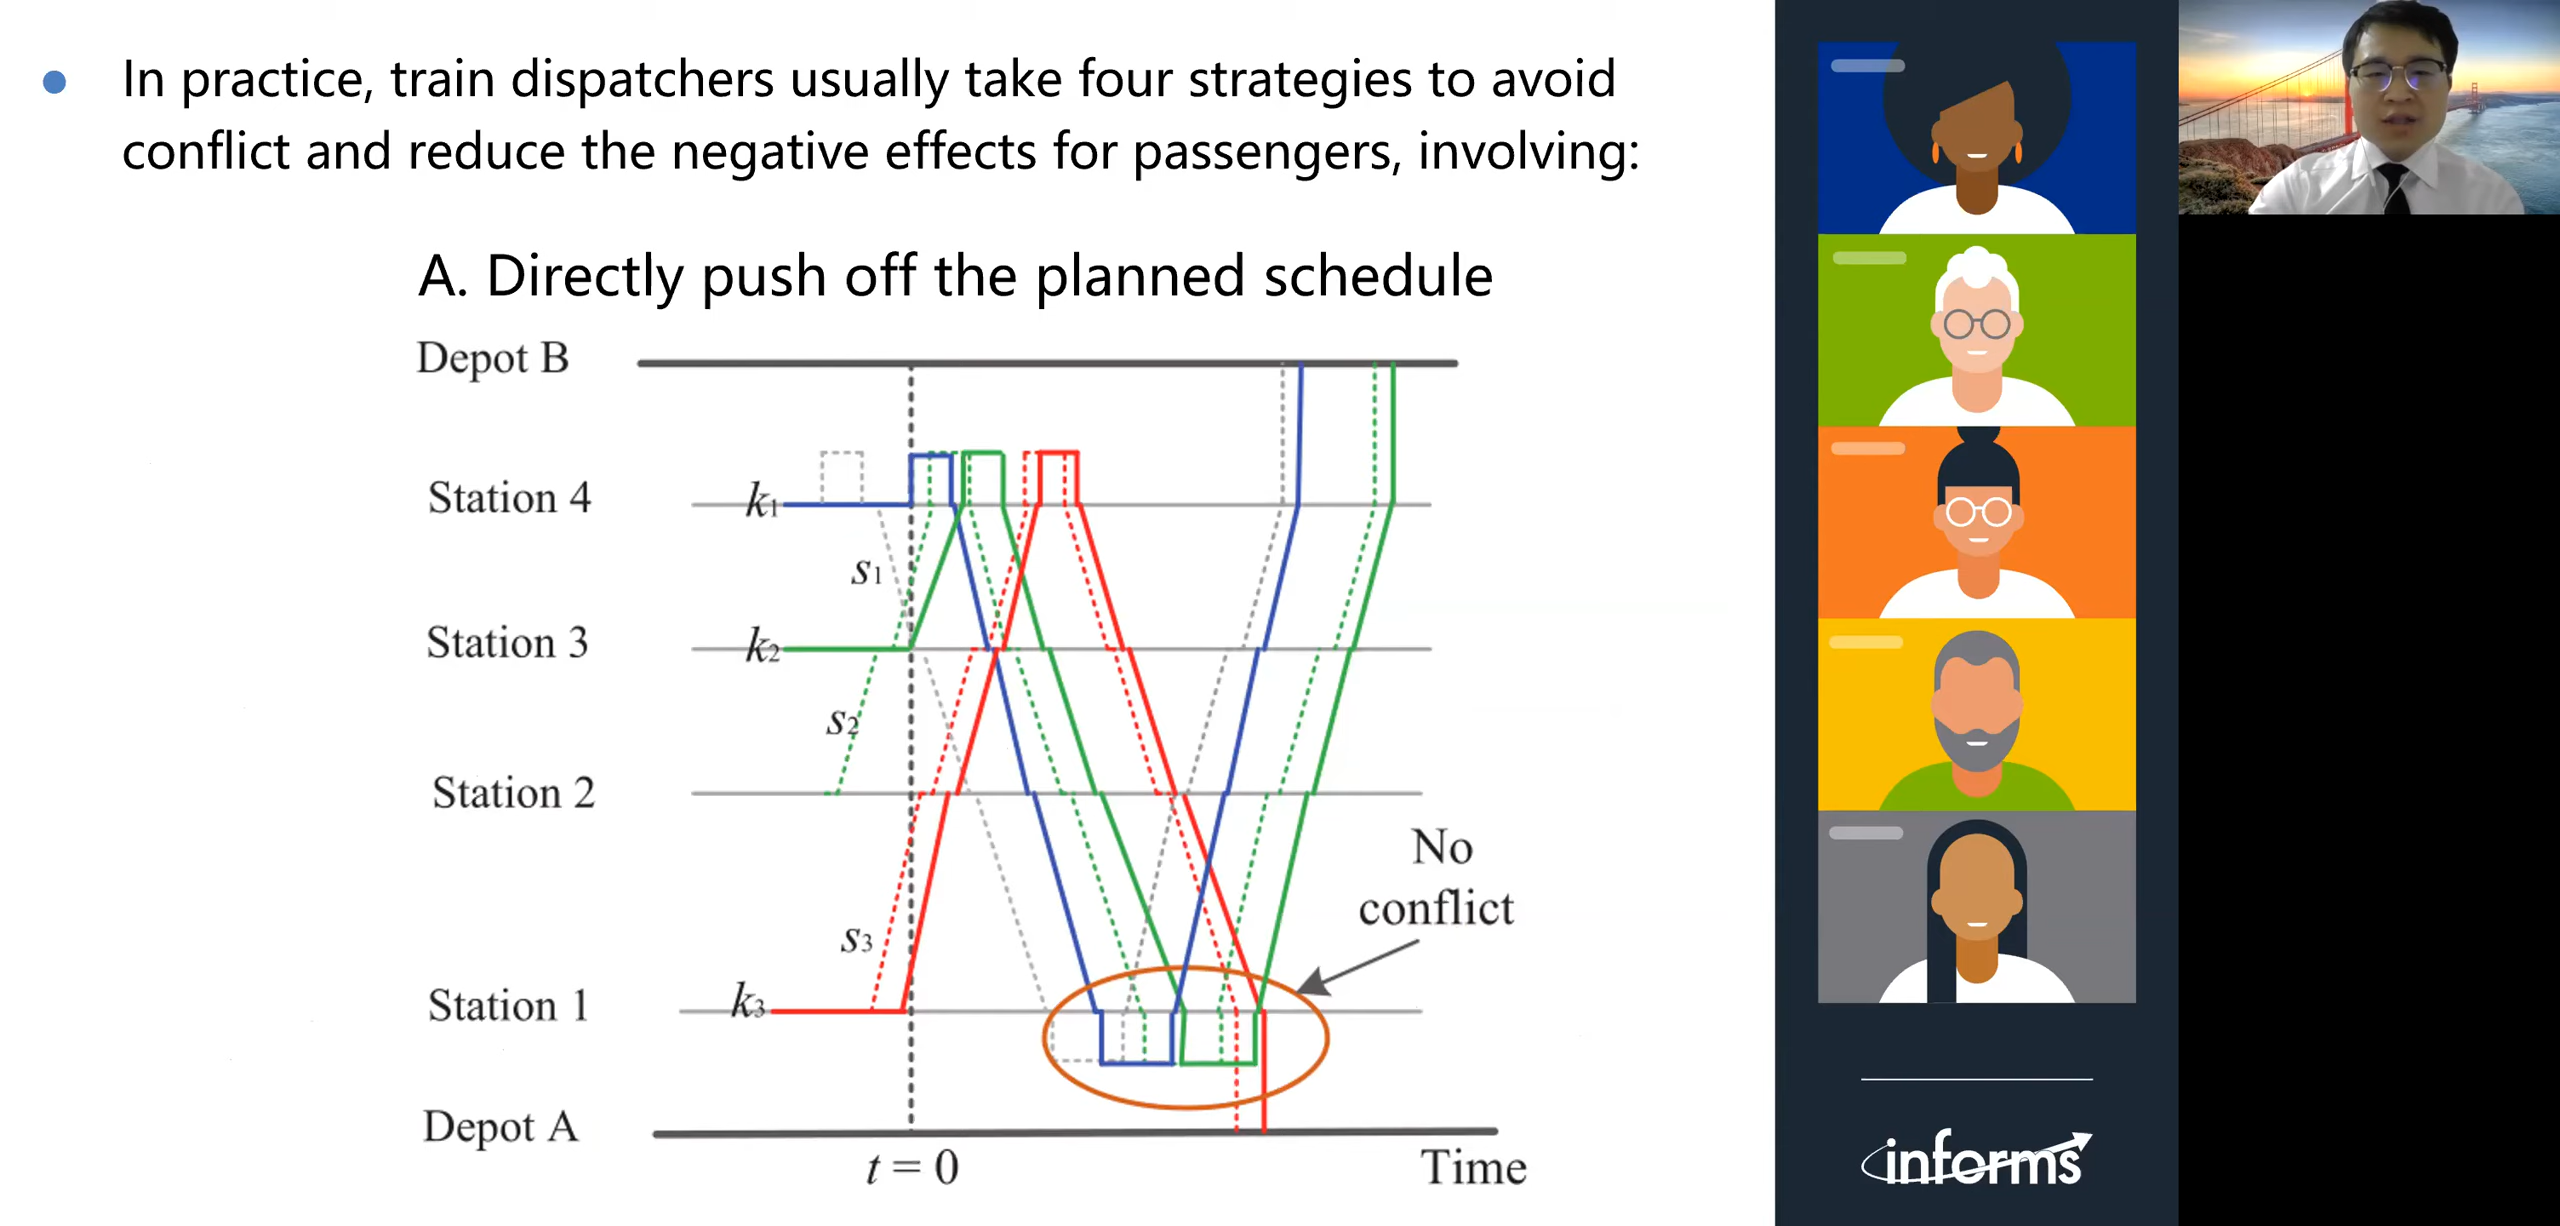 In practice, train dispatchers usually take four strategies to avoid
conflict and reduce the negative effects for passengers, involving:
A. Directly push off the planned schedule
Depot B
Station 4
k1
s1
Station 3
k2
s2
Station 2
No
conflict
s3
Station 1
k3
Depot A
t = 0
Time
informs